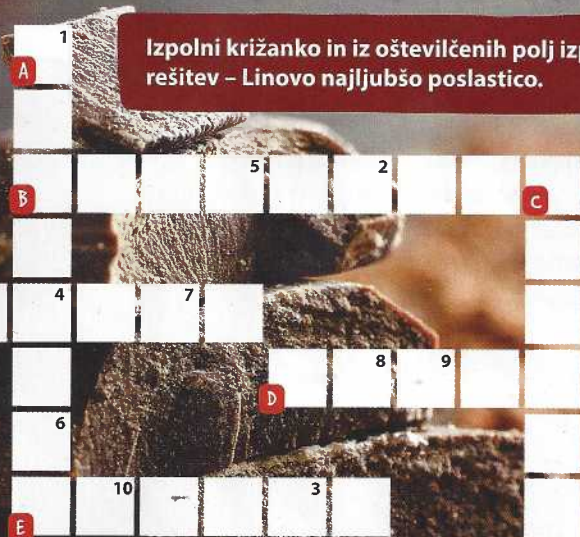 Izpolni križanko in iz oštevilčenih polj
rešitev – Linovo najljubšo poslastico.
1
A
5 2
B C
4 7
8 9
D
6
10 3
E